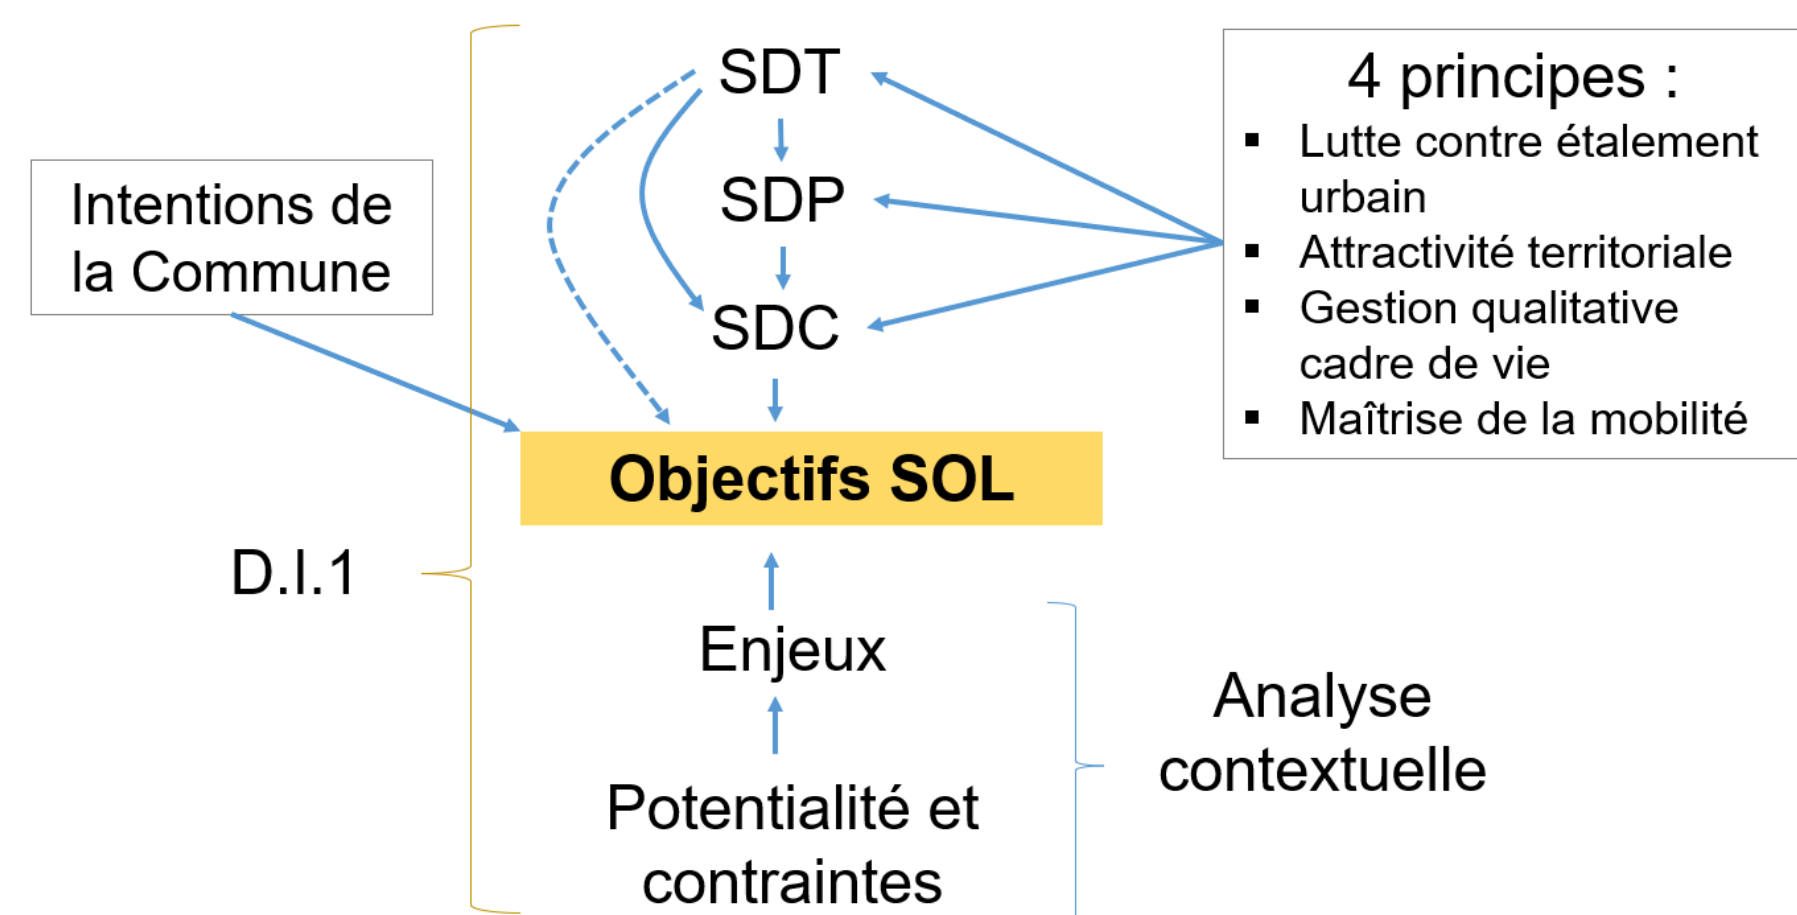 SDT
SDP
SDC
4 principes :
▪ Lutte contre étalement
urbain
▪ Attractivité territoriale
▪ Gestion qualitative
cadre de vie
▪ Maîtrise de la mobilité
Intentions de
la Commune
Objectifs SOL
D.I.1
Enjeux
Potentialité et
contraintes
Analyse
contextuelle